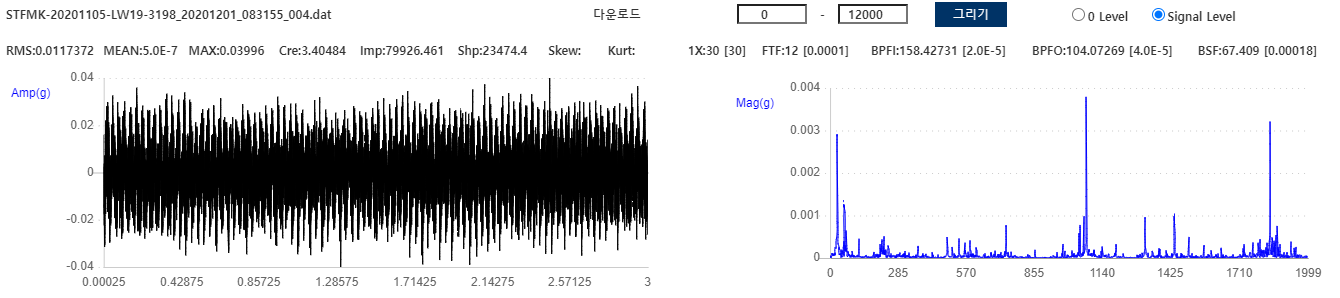 STFMK-20201105-LW19-3198_20201201_083155_004.dat 다운로드
RMS:0.0117372 MEAN:5.0E-7 MAX:0.03996 Cre:3.40484 Imp:79926.461 Shp:23474.4 Skew: Kurt:
Amp(g)
0.04
0.02
0
-0.02
-0.04
0.00025 0.42875 0.85725 1.28575 1.71425 2.14275 2.57125 3
0 - 12000 그리기 0 Level Signal Level
1X:30 [30] FTF:12 [0.0001] BPFI:158.42731 [2.0E-5] BPFO:104.07269 [4.0E-5] BSF:67.409 [0.00018]
Mag(g)
0.004
0.003
0.002
0.001
0
0 285 570 855 1140 1425 1710 1999